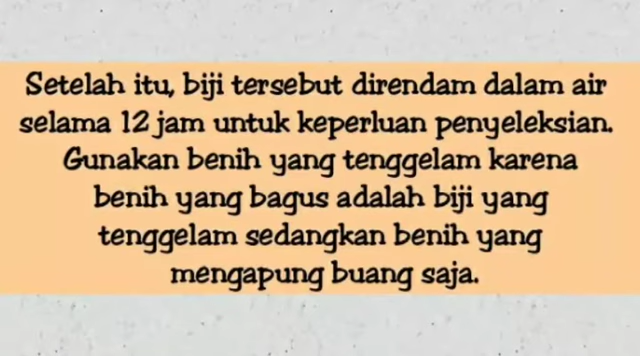 Setelah itu, biji tersebut direndam dalam air
selama 12 jam untuk keperluan penyeleksian.
Gunakan benih yang tenggelam karena
benih yang bagus adalah biji yang
tenggelam sedangkan benih yang
mengapung buang saja.